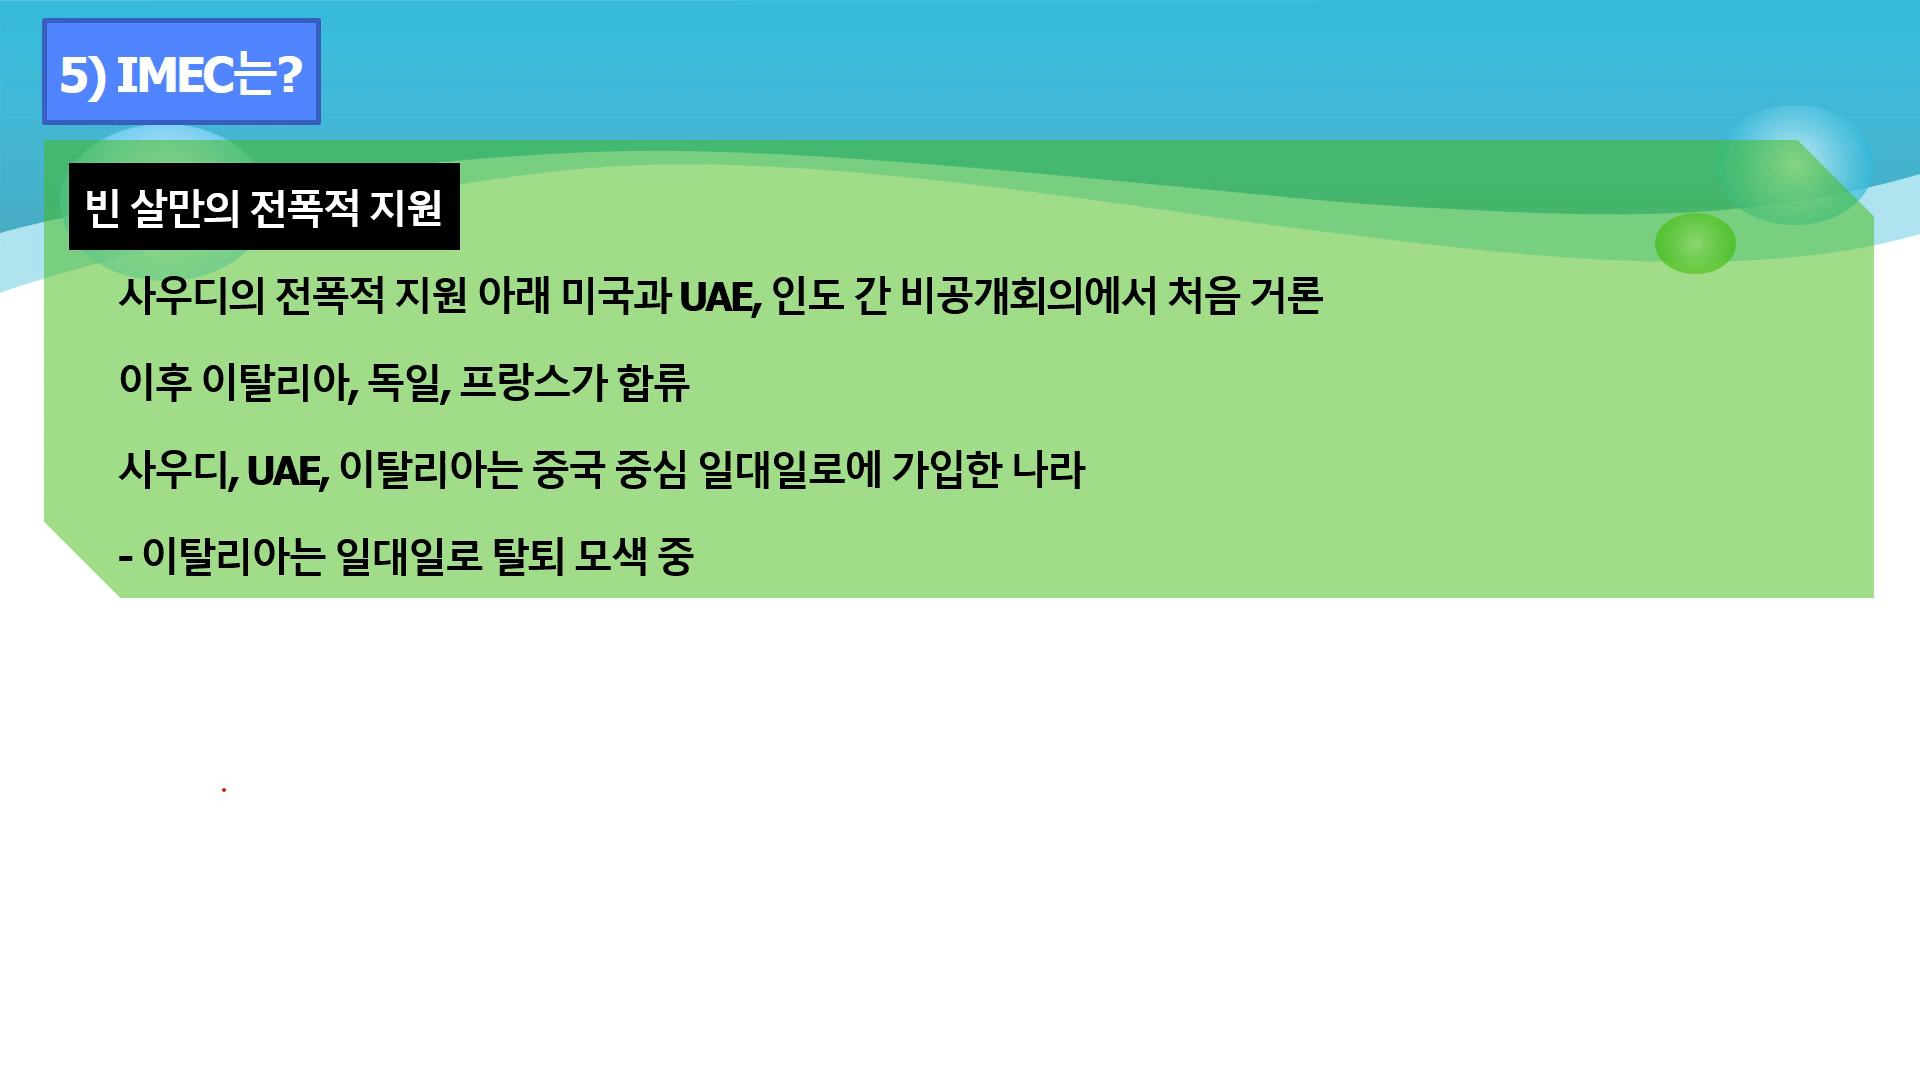 5) IMEC는?
빈 살만의 전폭적 지원
사우디의 전폭적 지원 아래 미국과 UAE, 인도 간 비공개회의에서 처음 거론
이후 이탈리아, 독일, 프랑스가 합류
사우디, UAE, 이탈리아는 중국 중심 일대일로에 가입한 나라
- 이탈리아는 일대일로 탈퇴 모색 중